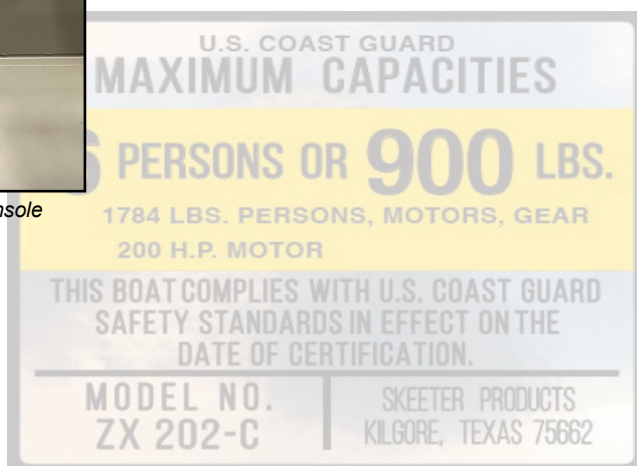 U.S. COAST GUARD
MAXIMUM CAPACITIES
PERSONS OR 900 LBS.
1784 LBS. PERSONS, MOTORS, GEAR
200 H.P. MOTOR
THIS BOAT COMPLIES WITH U.S. COAST GUARD
SAFETY STANDARDS IN EFFECT ON THE
DATE OF CERTIFICATION.
MODEL NO.
ZX 202-C
SKEETER PRODUCTS
KILGORE, TEXAS 75662